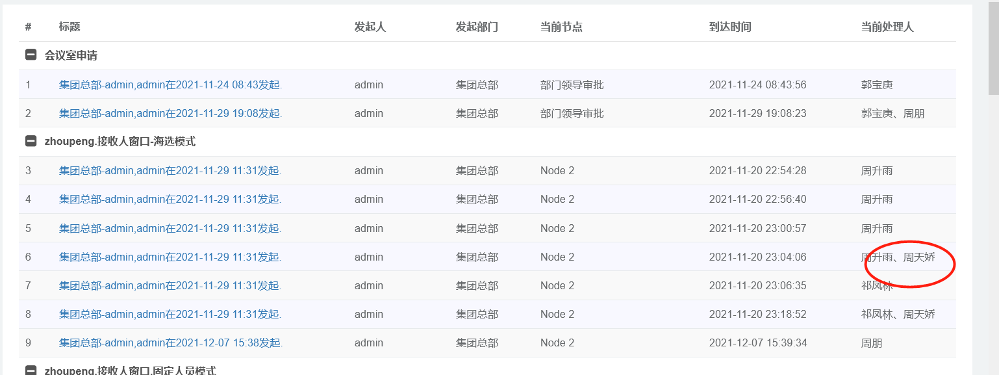 # 标题 发起人 发起部门 当前节点 到达时间 当前处理人
会议室申请
1 集团总部-admin,admin在2021-11-24 08:43发起. admin 集团总部 部门领导审批 2021-11-24 08:43:56 郭宝庚
2 集团总部-admin,admin在2021-11-29 19:08发起. admin 集团总部 部门领导审批 2021-11-29 19:08:23 郭宝庚、周朋
zhoupeng.接收人窗口-海选模式
3 集团总部-admin,admin在2021-11-29 11:31发起. admin 集团总部 Node 2 2021-11-20 22:54:28 周升雨
4 集团总部-admin,admin在2021-11-29 11:31发起. admin 集团总部 Node 2 2021-11-20 22:56:40 周升雨
5 集团总部-admin,admin在2021-11-29 11:31发起. admin 集团总部 Node 2 2021-11-20 23:00:57 周升雨
6 集团总部-admin,admin在2021-11-29 11:31发起. admin 集团总部 Node 2 2021-11-20 23:04:06 周升雨、周天娇
7 集团总部-admin,admin在2021-11-29 11:31发起. admin 集团总部 Node 2 2021-11-20 23:06:35 祁凤林
8 集团总部-admin,admin在2021-11-29 11:31发起. admin 集团总部 Node 2 2021-11-20 23:18:52 祁凤林、周天娇
9 集团总部-admin,admin在2021-12-07 15:38发起. admin 集团总部 Node 2 2021-12-07 15:39:34 周朋
zhoupeng.接收人窗口.固定人员模式